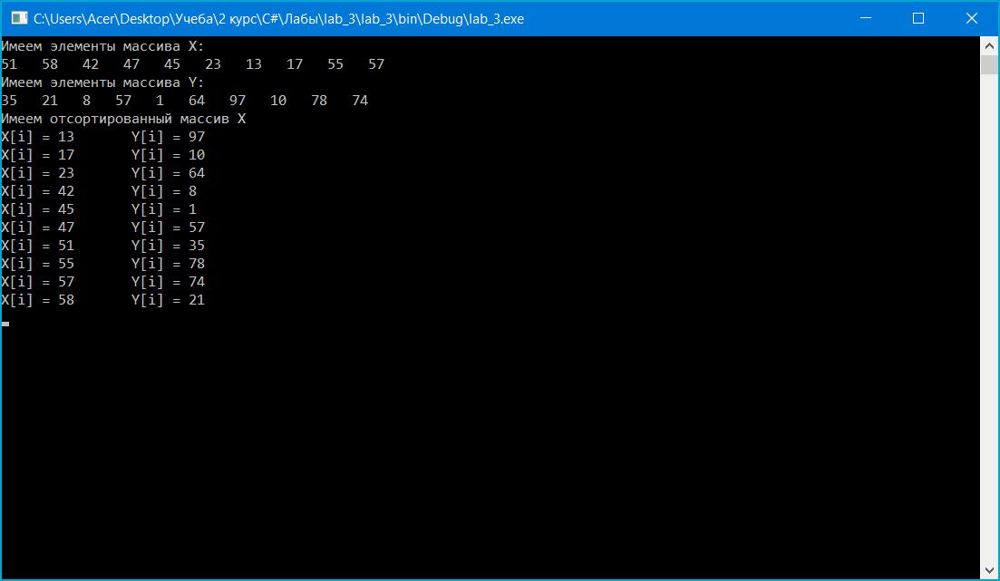 C:\Users\Acer\Desktop\Учеба\2 курс\C#\Лабы\lab_3\lab_3\bin\Debug\lab_3.exe
Имеем элементы массива X:
51   58   42   47   45   23   13   17   55   57
Имеем элементы массива Y:
35   21   8   57   1   64   97   10   78   74
Имеем отсортированный массив X
X[i] = 13       Y[i] = 97
X[i] = 17       Y[i] = 10
X[i] = 23       Y[i] = 64
X[i] = 42       Y[i] = 8
X[i] = 45       Y[i] = 1
X[i] = 47       Y[i] = 57
X[i] = 51       Y[i] = 35
X[i] = 55       Y[i] = 78
X[i] = 57       Y[i] = 74
X[i] = 58       Y[i] = 21